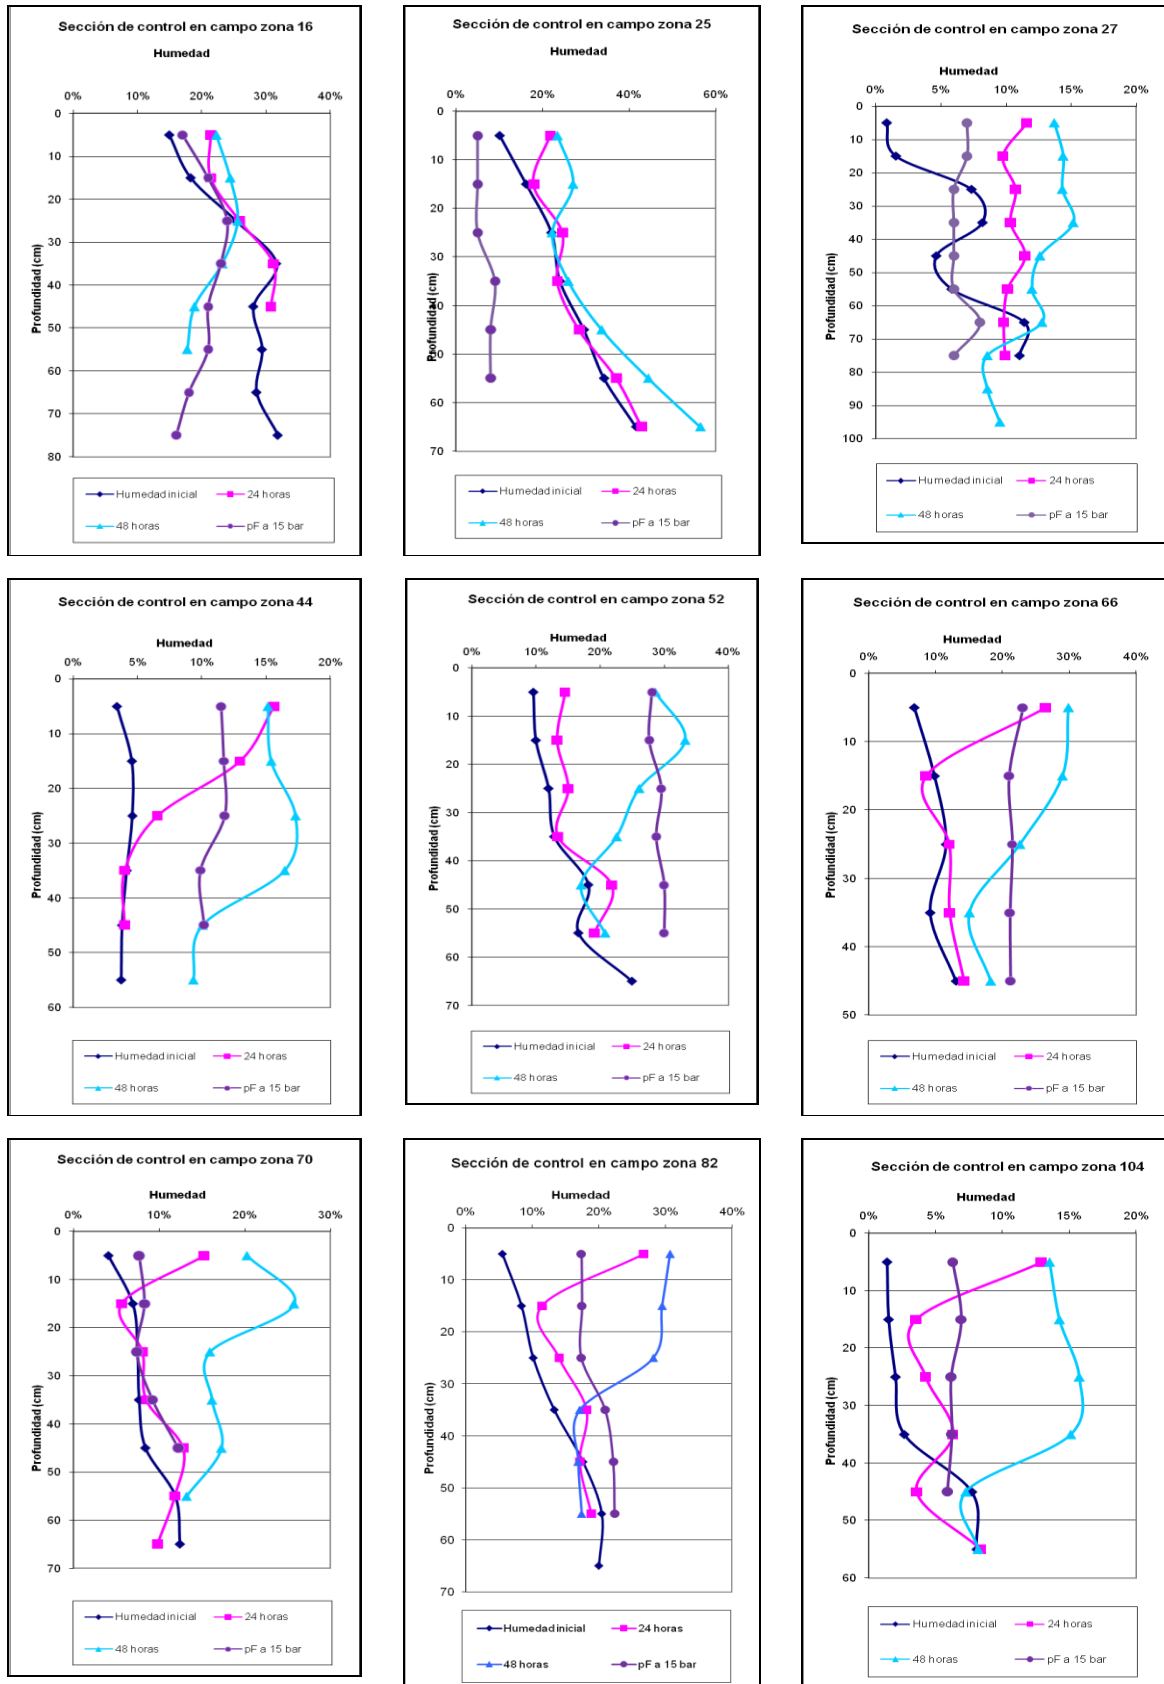 Sección de control en campo zona 16
Humedad
0% 10% 20% 30% 40%
Profundidad (cm)
0
10
20
30
40
50
60
70
80
Humedad inicial 24 horas
48 horas pF a 15 bar
Sección de control en campo zona 25
Humedad
0% 20% 40% 60%
Profundidad (cm)
0
10
20
30
40
50
60
70
Humedad inicial 24 horas
48 horas pF a 15 bar
Sección de control en campo zona 27
Humedad
0% 5% 10% 15% 20%
Profundidad (cm)
0
10
20
30
40
50
60
70
80
90
100
Humedad inicial 24 horas
48 horas pF a 15 bar
Sección de control en campo zona 44
Humedad
0% 5% 10% 15% 20%
Profundidad (cm)
0
10
20
30
40
50
60
Humedad inicial 24 horas
48 horas pF a 15 bar
Sección de control en campo zona 52
Humedad
0% 10% 20% 30% 40%
Profundidad (cm)
0
10
20
30
40
50
60
70
Humedad inicial 24 horas
48 horas pF a 15 bar
Sección de control en campo zona 66
Humedad
0% 10% 20% 30% 40%
Profundidad (cm)
0
10
20
30
40
50
Humedad inicial 24 horas
48 horas pF a 15 bar
Sección de control en campo zona 70
Humedad
0% 10% 20% 30%
Profundidad (cm)
0
10
20
30
40
50
60
70
Humedad inicial 24 horas
48 horas pF a 15 bar
Sección de control en campo zona 82
Humedad
0% 10% 20% 30% 40%
Profundidad (cm)
0
10
20
30
40
50
60
70
Humedad inicial 24 horas
48 horas pF a 15 bar
Sección de control en campo zona 104
Humedad
0% 5% 10% 15% 20%
Profundidad (cm)
0
10
20
30
40
50
60
Humedad inicial 24 horas
48 horas pF a 15 bar